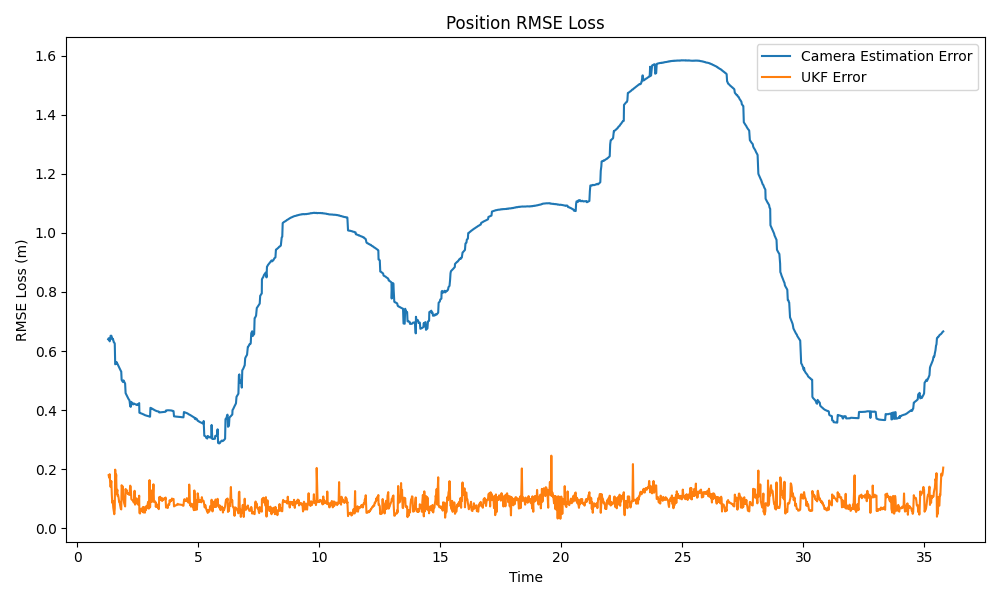 Position RMSE Loss
Camera Estimation Error
UKF Error
RMSE Loss (m)
1.6
1.4
1.2
1.0
0.8
0.6
0.4
0.2
0.0
0 5 10 15 20 25 30 35
Time